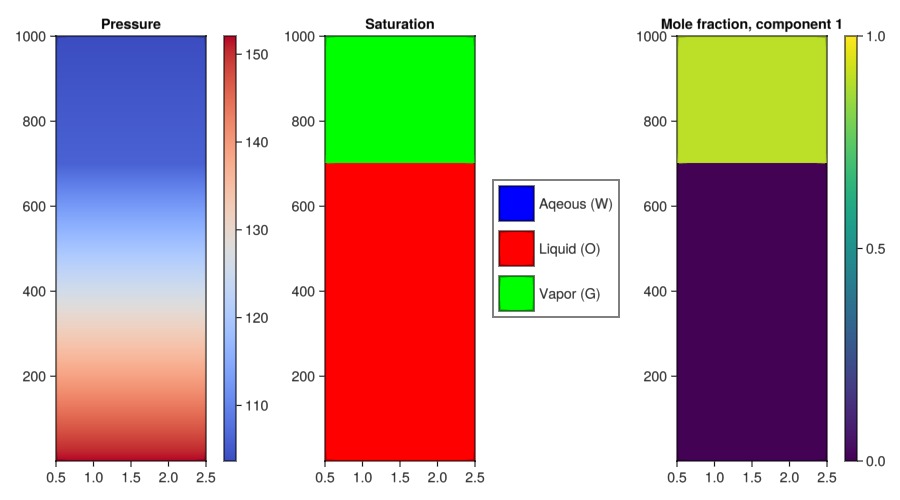 Pressure
1000
800
600
400
200
0.5 1.0 1.5 2.0 2.5
150
140
130
120
110
Saturation
1000
800
600
400
200
0.5 1.0 1.5 2.0 2.5
Aqeous (W)
Liquid (O)
Vapor (G)
Mole fraction, component 1
1000
800
600
400
200
0.5 1.0 1.5 2.0 2.5
1.0
0.5
0.0